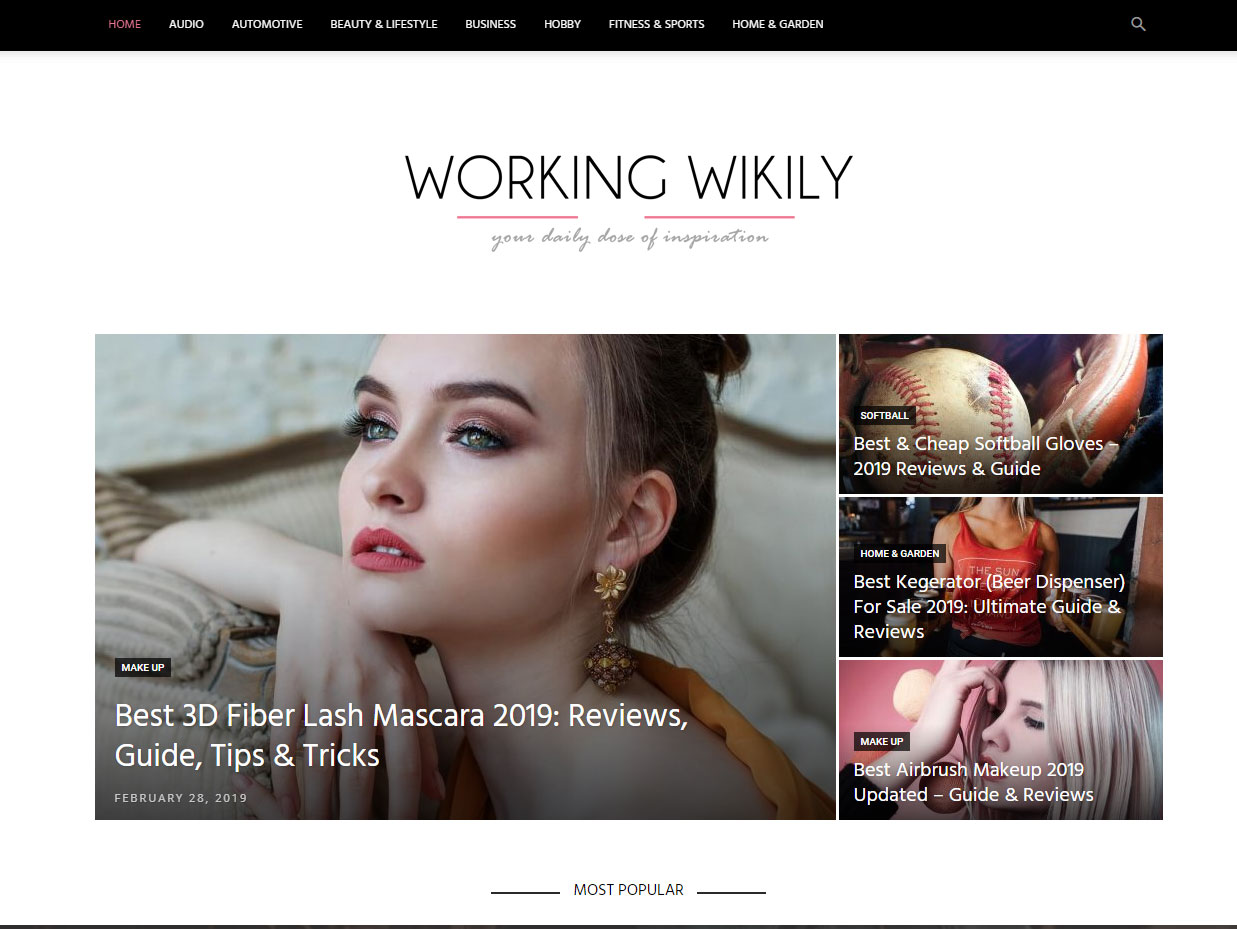 HOME AUDIO AUTOMOTIVE BEAUTY & LIFESTYLE BUSINESS HOBBY FITNESS & SPORTS HOME & GARDEN
WORKING WIKILY
your daily dose of inspiration
MAKE UP
Best 3D Fiber Lash Mascara 2019: Reviews,
Guide, Tips & Tricks
FEBRUARY 28, 2019
SOFTBALL
Best & Cheap Softball Gloves –
2019 Reviews & Guide
THE SUN
HOME & GARDEN
Best Kegerator (Beer Dispenser)
For Sale 2019: Ultimate Guide &
Reviews
MAKE UP
Best Airbrush Makeup 2019
Updated – Guide & Reviews
MOST POPULAR